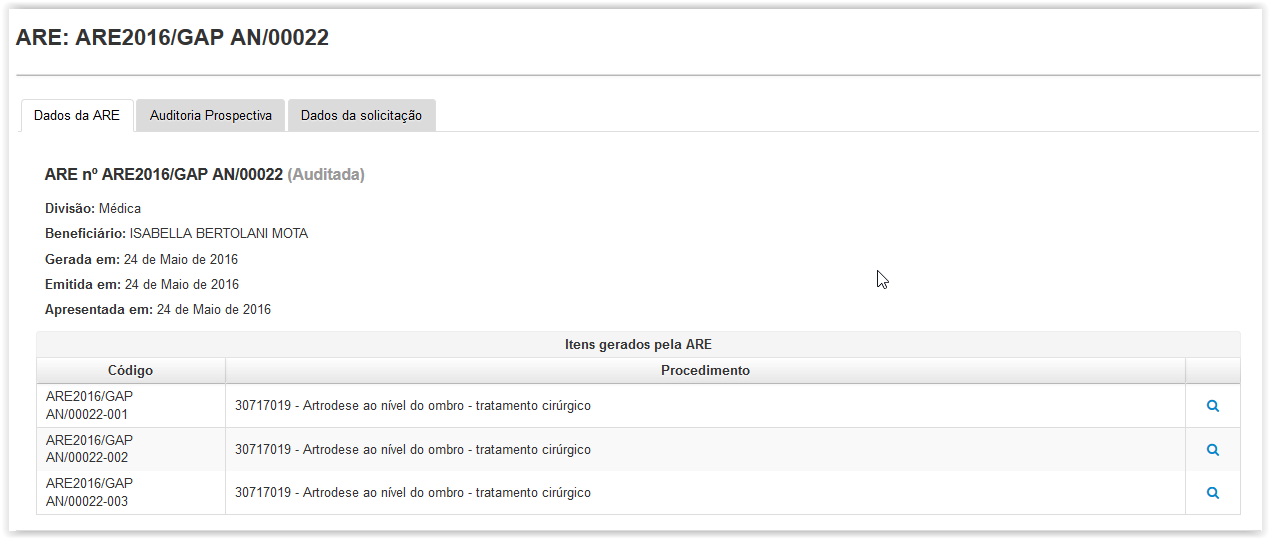 ARE: ARE2016/GAP AN/00022
Dados da ARE Auditoria Prospectiva Dados da solicitação
ARE nº ARE2016/GAP AN/00022 (Auditada)
Divisão: Médica
Beneficiário: ISABELLA BERTOLANI MOTA
Gerada em: 24 de Maio de 2016
Emitida em: 24 de Maio de 2016
Apresentada em: 24 de Maio de 2016
Itens gerados pela ARE
Código Procedimento
ARE2016/GAP
AN/00022-001
30717019 - Artrodese ao nível do ombro - tratamento cirúrgico
ARE2016/GAP
AN/00022-002
30717019 - Artrodese ao nível do ombro - tratamento cirúrgico
ARE2016/GAP
AN/00022-003
30717019 - Artrodese ao nível do ombro - tratamento cirúrgico